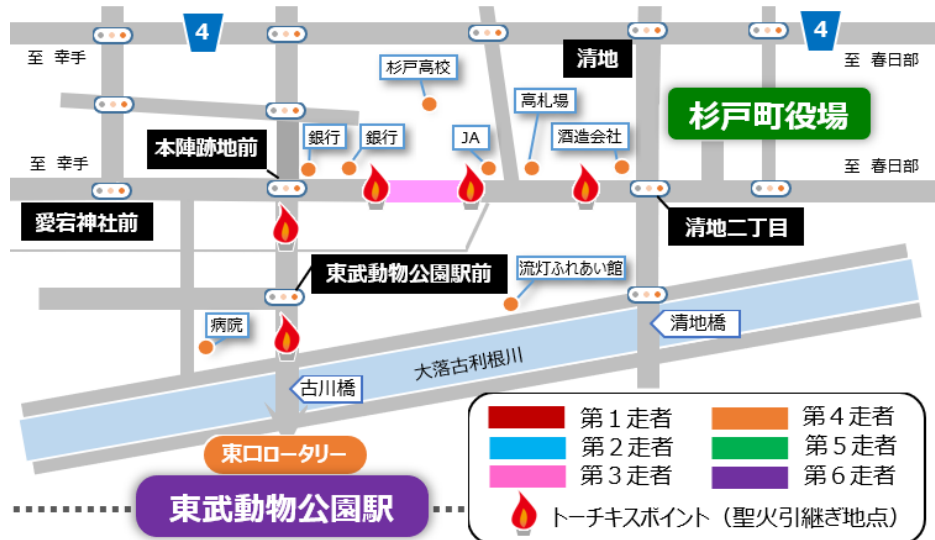 4
4
至 幸手
清地
至 春日部
杉戸高校
高札場
杉戸町役場
本陣跡地前
銀行
銀行
JA
酒造会社
至 幸手
至 春日部
愛宕神社前
清地二丁目
東武動物公園駅前
流灯ふれあい館
病院
清地橋
大落古利根川
古川橋
東口ロータリー
東武動物公園駅
第1走者
第4走者
第2走者
第5走者
第3走者
第6走者
トーチキスポイント（聖火引継ぎ地点）